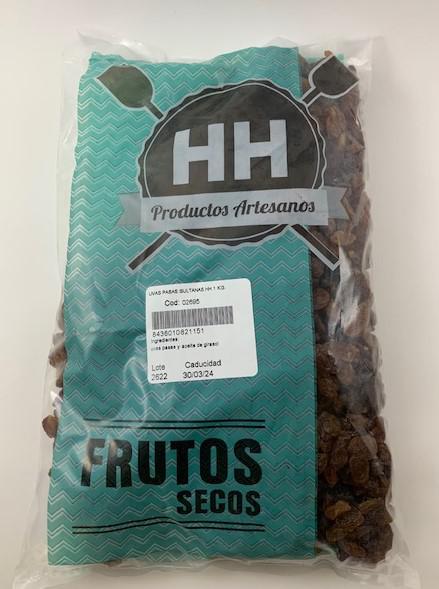 HH
Productos Artesanos
UVAS PASAS SULTANAS HH 1 KG.
Cod: 02695
8436010821151
Ingredientes:
uvas pasas y aceite de girasol
Lote Caducidad
2622 30/03/24
FRUTOS
SECOS